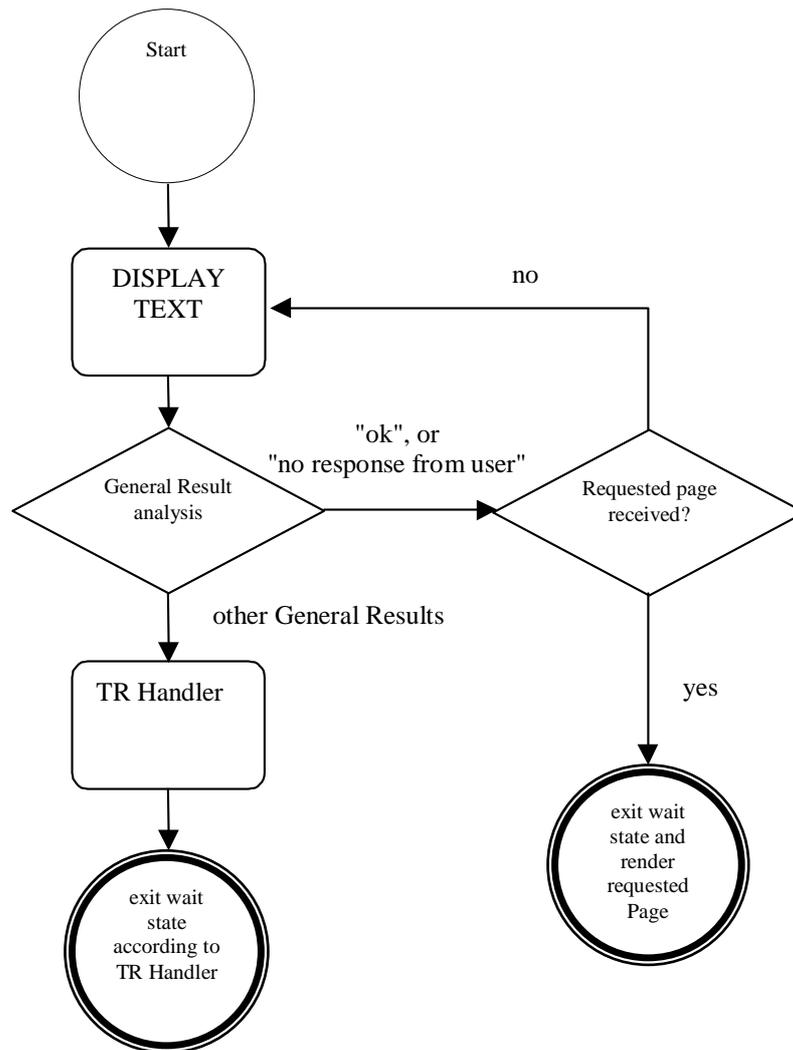 Start
DISPLAY
TEXT
no
"ok", or
"no response from user"
General Result
analysis
Requested page
received?
other General Results
TR Handler
yes
exit wait
state and
render
requested
Page
exit wait
state
according to
TR Handler